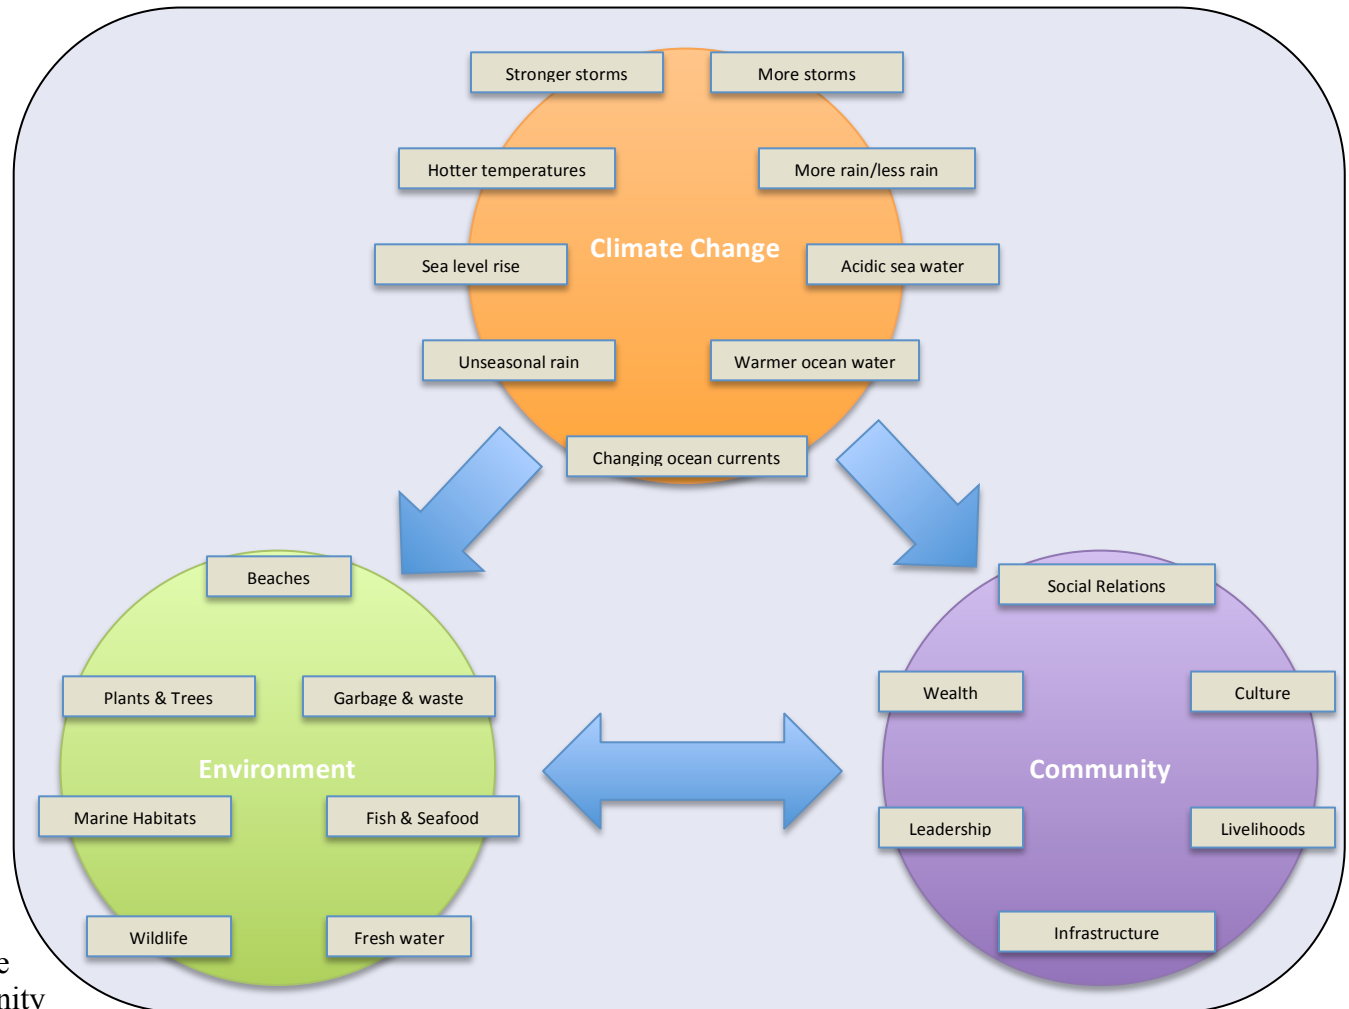 Stronger storms
More storms
Hotter temperatures
More rain/less rain
Climate Change
Sea level rise
Acidic sea water
Unseasonal rain
Warmer ocean water
Changing ocean currents
Beaches
Social Relations
Plants & Trees
Garbage & waste
Wealth
Culture
Environment
Community
Marine Habitats
Fish & Seafood
Leadership
Livelihoods
Wildlife
Fresh water
Infrastructure
e
nity